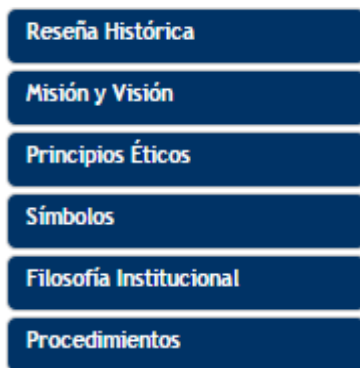 Reseña Histórica
Misión y Visión
Principios Éticos
Símbolos
Filosofía Institucional
Procedimientos